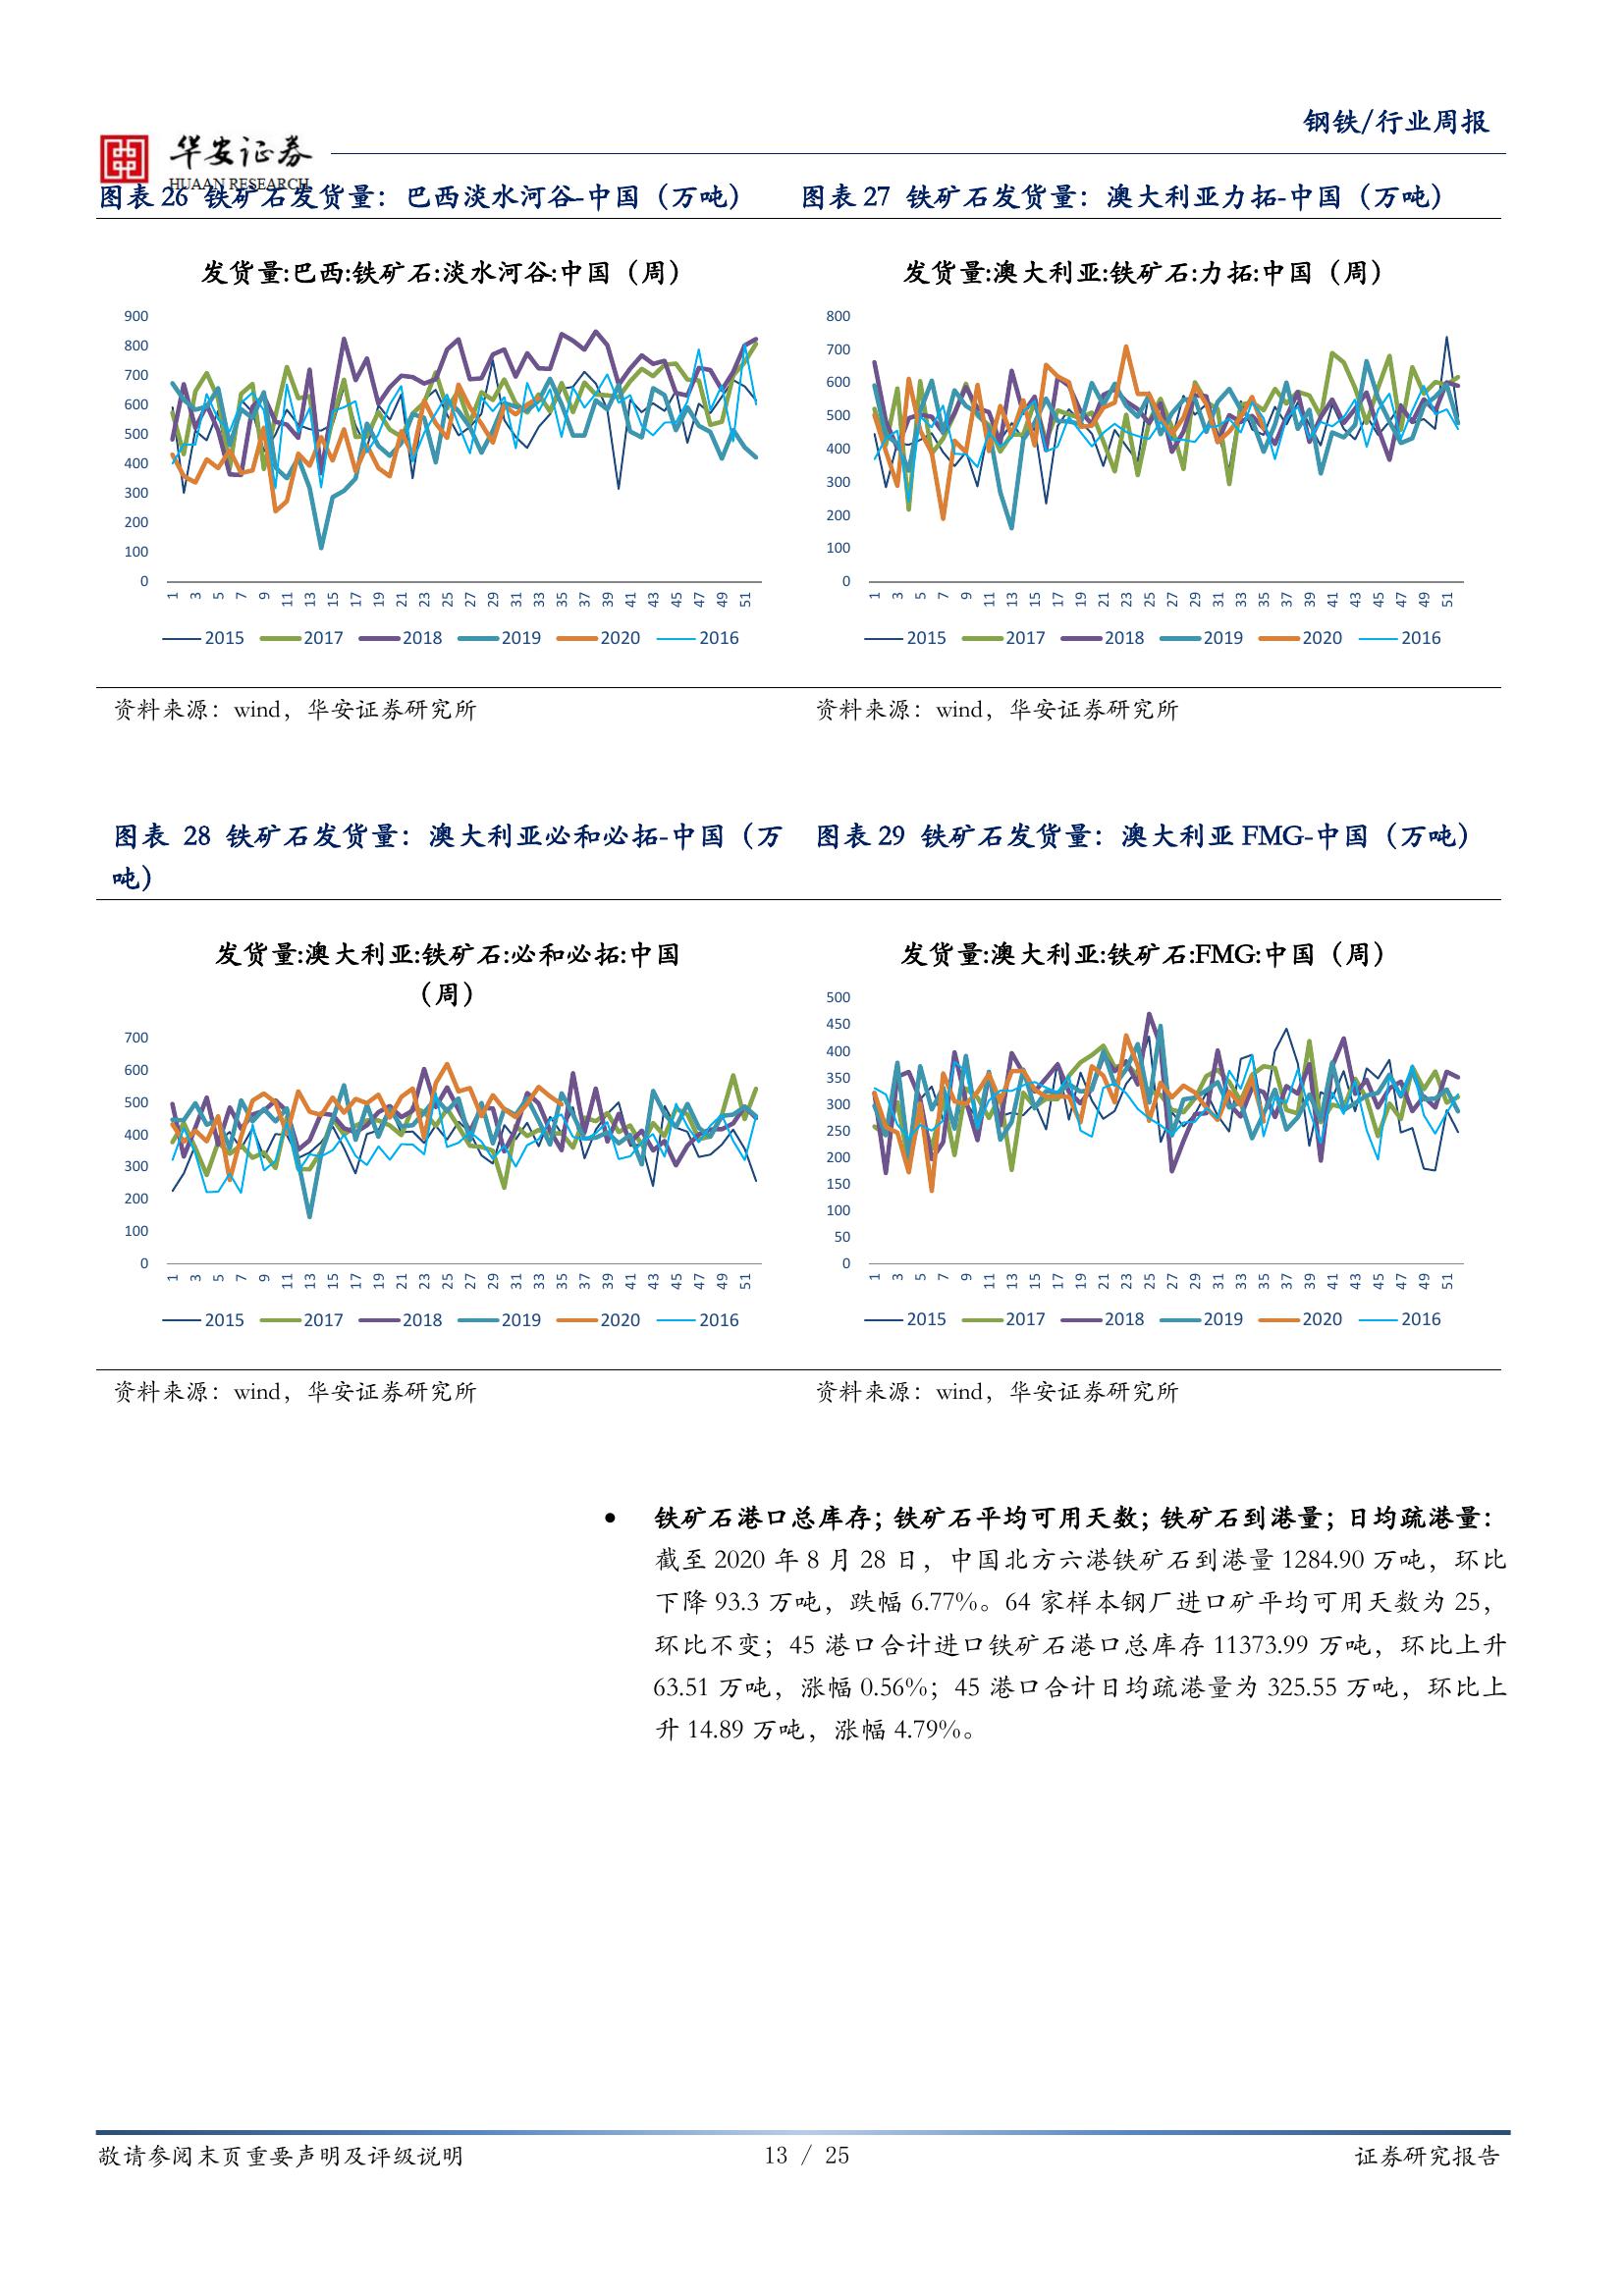 钢铁/行业周报
华安证券
HUAAN RESEARCH
图表 26 铁矿石发货量：巴西淡水河谷-中国（万吨）
图表 27 铁矿石发货量：澳大利亚力拓-中国（万吨）
发货量:巴西:铁矿石:淡水河谷:中国（周）
900
800
700
600
500
400
300
200
100
0
1 3 5 7 9 11 13 15 17 19 21 23 25 27 29 31 33 35 37 39 41 43 45 47 49 51
2015 2017 2018 2019 2020 2016
发货量:澳大利亚:铁矿石:力拓:中国（周）
800
700
600
500
400
300
200
100
0
1 3 5 7 9 11 13 15 17 19 21 23 25 27 29 31 33 35 37 39 41 43 45 47 49 51
2015 2017 2018 2019 2020 2016
资料来源：wind，华安证券研究所
资料来源：wind，华安证券研究所
图表 28 铁矿石发货量：澳大利亚必和必拓-中国（万
吨）
图表 29 铁矿石发货量：澳大利亚 FMG-中国（万吨）
发货量:澳大利亚:铁矿石:必和必拓:中国
（周）
700
600
500
400
300
200
100
0
1 3 5 7 9 11 13 15 17 19 21 23 25 27 29 31 33 35 37 39 41 43 45 47 49 51
2015 2017 2018 2019 2020 2016
发货量:澳大利亚:铁矿石:FMG:中国（周）
500
450
400
350
300
250
200
150
100
50
0
1 3 5 7 9 11 13 15 17 19 21 23 25 27 29 31 33 35 37 39 41 43 45 47 49 51
2015 2017 2018 2019 2020 2016
资料来源：wind，华安证券研究所
资料来源：wind，华安证券研究所
● 铁矿石港口总库存；铁矿石平均可用天数；铁矿石到港量；日均疏港量：
截至 2020 年 8 月 28 日，中国北方六港铁矿石到港量 1284.90 万吨，环比
下降 93.3 万吨，跌幅 6.77%。64 家样本钢厂进口矿平均可用天数为 25，
环比不变；45 港口合计进口铁矿石港口总库存 11373.99 万吨，环比上升
63.51 万吨，涨幅 0.56%；45 港口合计日均疏港量为 325.55 万吨，环比上
升 14.89 万吨，涨幅 4.79%。
敬请参阅末页重要声明及评级说明
13 / 25
证券研究报告